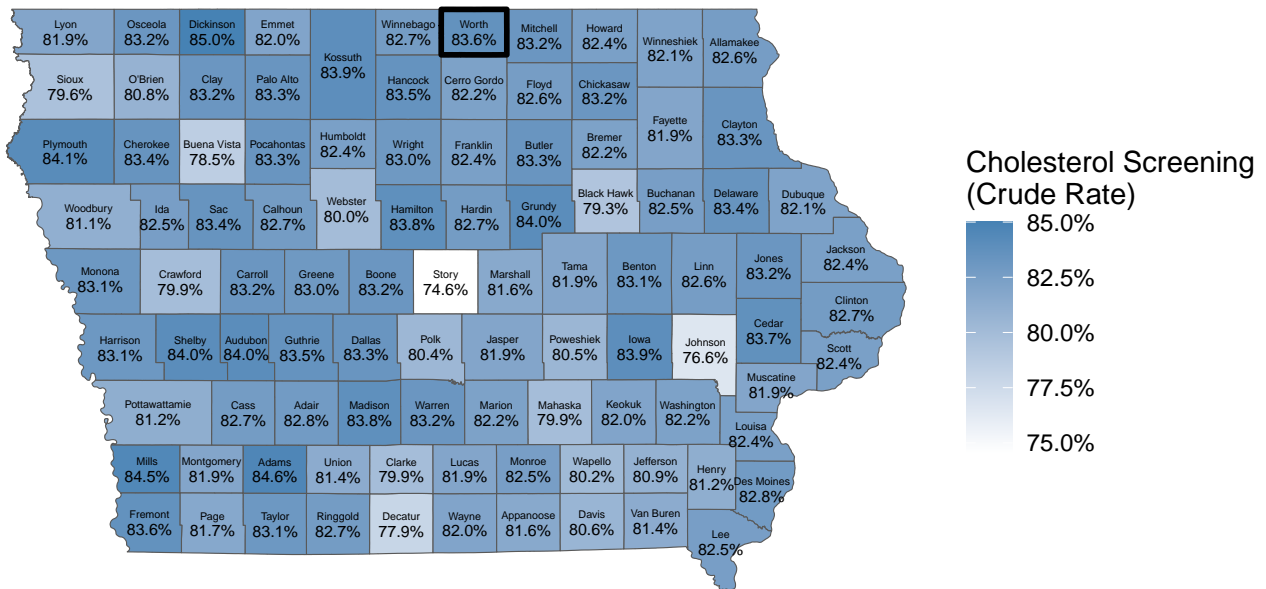 Lyon
81.9%
Osceola
83.2%
Dickinson
85.0%
Emmet
82.0%
Kossuth
83.9%
Winnebago
82.7%
Worth
83.6%
Mitchell
83.2%
Howard
82.4%
Winneshiek
82.1%
Allamakee
82.6%
Sioux
79.6%
O'Brien
80.8%
Clay
83.2%
Palo Alto
83.3%
Hancock
83.5%
Cerro Gordo
82.2%
Floyd
82.6%
Chickasaw
83.2%
Fayette
81.9%
Clayton
83.3%
Plymouth
84.1%
Cherokee
83.4%
Buena Vista
78.5%
Pocahontas
83.3%
Humboldt
82.4%
Wright
83.0%
Franklin
82.4%
Butler
83.3%
Bremer
82.2%
Woodbury
81.1%
Ida
82.5%
Sac
83.4%
Calhoun
82.7%
Webster
80.0%
Hamilton
83.8%
Hardin
82.7%
Grundy
84.0%
Black Hawk
79.3%
Buchanan
82.5%
Delaware
83.4%
Dubuque
82.1%
Monona
83.1%
Crawford
79.9%
Carroll
83.2%
Greene
83.0%
Boone
83.2%
Story
74.6%
Marshall
81.6%
Tama
81.9%
Benton
83.1%
Linn
82.6%
Jones
83.2%
Jackson
82.4%
Clinton
82.7%
Harrison
83.1%
Shelby
84.0%
Audubon
84.0%
Guthrie
83.5%
Dallas
83.3%
Polk
80.4%
Jasper
81.9%
Poweshiek
80.5%
Iowa
83.9%
Johnson
76.6%
Cedar
83.7%
Scott
82.4%
Muscatine
81.9%
Pottawattamie
81.2%
Cass
82.7%
Adair
82.8%
Madison
83.8%
Warren
83.2%
Marion
82.2%
Mahaska
79.9%
Keokuk
82.0%
Washington
82.2%
Louisa
82.4%
Mills
84.5%
Montgomery
81.9%
Adams
84.6%
Union
81.4%
Clarke
79.9%
Lucas
81.9%
Monroe
82.5%
Wapello
80.2%
Jefferson
80.9%
Henry
81.2%
Des Moines
82.8%
Fremont
83.6%
Page
81.7%
Taylor
83.1%
Ringgold
82.7%
Decatur
77.9%
Wayne
82.0%
Appanoose
81.6%
Davis
80.6%
Van Buren
81.4%
Lee
82.5%
Cholesterol Screening
(Crude Rate)
85.0%
82.5%
80.0%
77.5%
75.0%